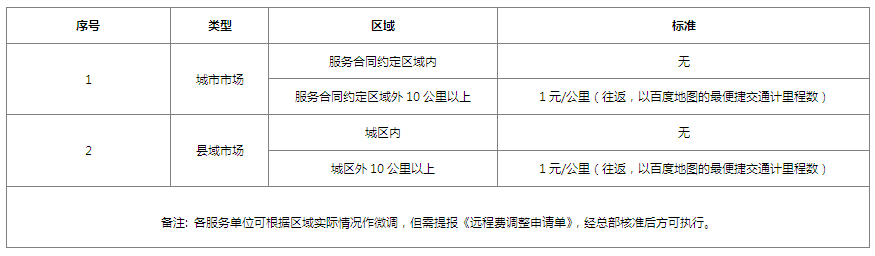 序号 类型 区域 标准
1 城市市场 服务合同约定区域内 无
服务合同约定区域外 10 公里以上 1 元/公里（往返，以百度地图的最便捷交通计里程数）
2 县域市场 城区内 无
城区外 10 公里以上 1 元/公里（往返，以百度地图的最便捷交通计里程数）
备注: 各服务单位可根据区域实际情况作微调，但需提报《远程费调整申请单》，经总部核准后方可执行。